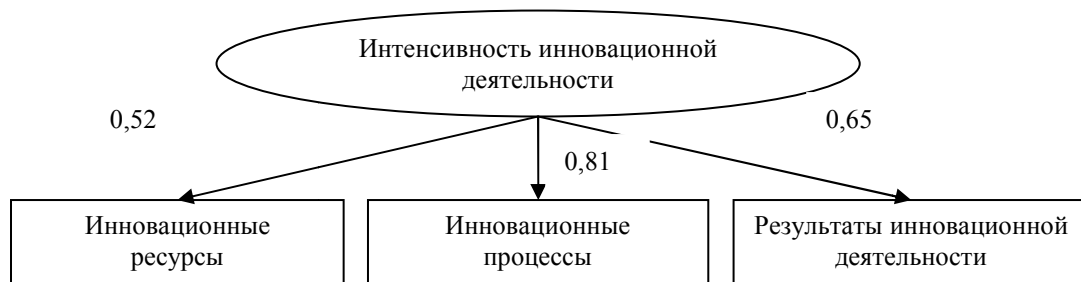 Интенсивность инновационной
деятельности
0,52
0,65
0,81
Инновационные
ресурсы
Инновационные
процессы
Результаты инновационной
деятельности